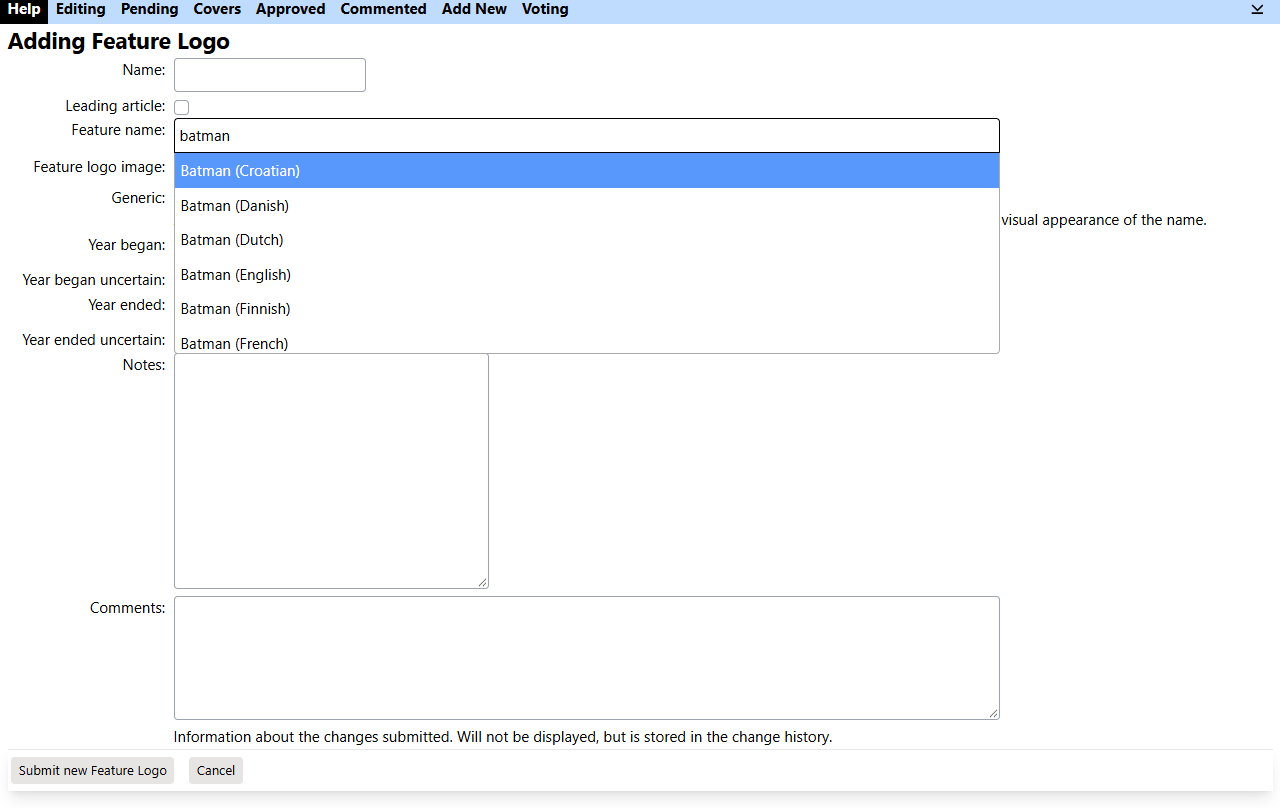 Help Editing Pending Covers Approved Commented Add New Voting
Adding Feature Logo
Name:
Leading article:
Feature name: batman
Feature logo image: Batman (Croatian)
Generic: Batman (Danish)
visual appearance of the name.
Year began: Batman (Dutch)
Year began uncertain: Batman (English)
Year ended: Batman (Finnish)
Year ended uncertain: Batman (French)
Notes:
Comments:
Information about the changes submitted. Will not be displayed, but is stored in the change history.
Submit new Feature Logo Cancel